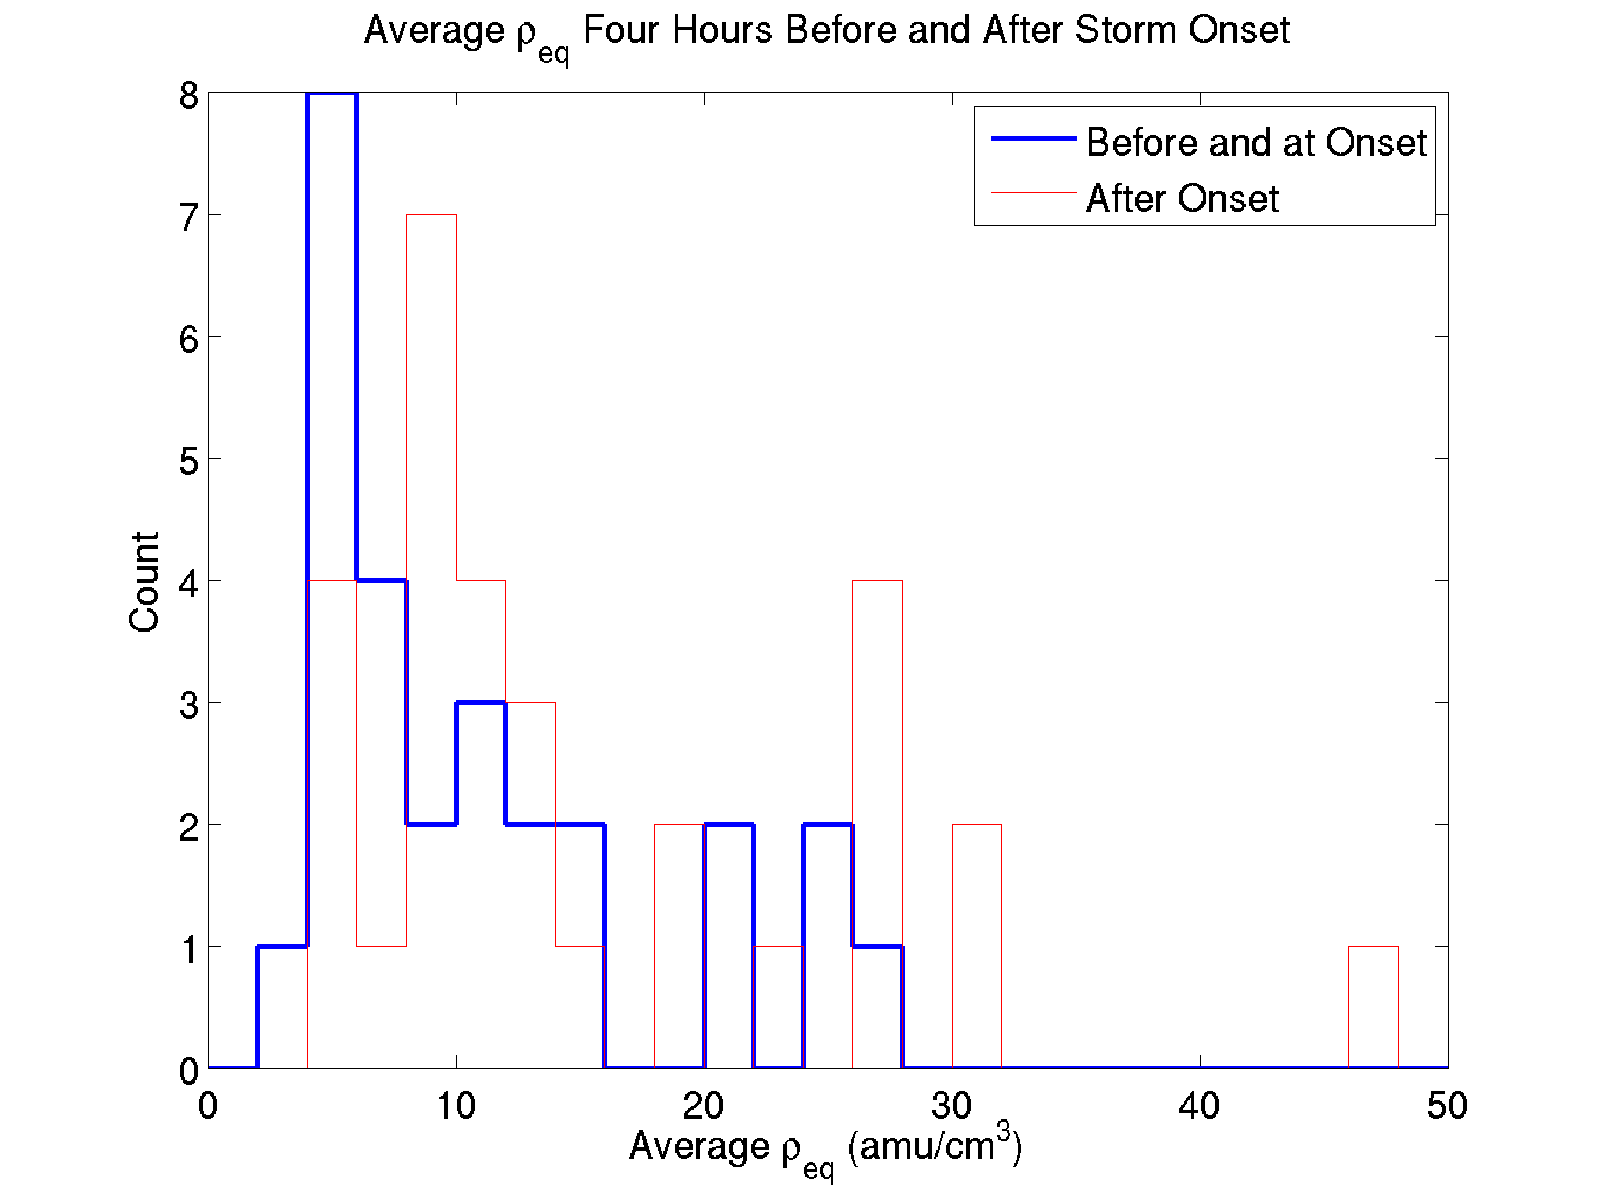 Average ρeq Four Hours Before and After Storm Onset
Before and at Onset
After Onset
Count
8
7
6
5
4
3
2
1
0
0 10 20 30 40 50
Average ρeq (amu/cm³)